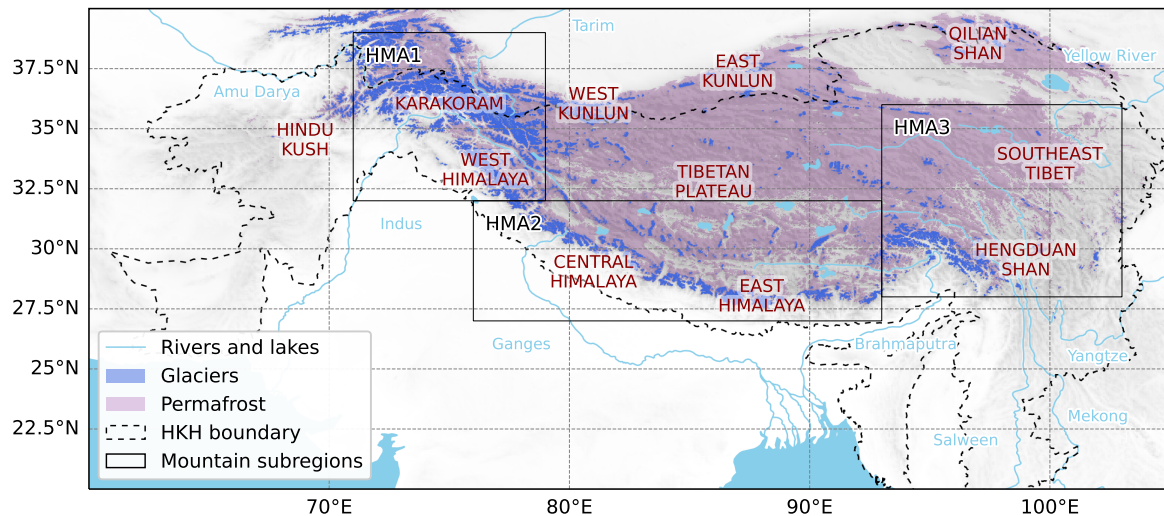 Tarim
QILIAN
SHAN
HMA1
Yellow River
37.5°N
EAST
KUNLUN
Amu Darya
KARAKORAM
WEST
KUNLUN
35°N
HINDU
KUSH
HMA3
WEST
HIMALAYA
TIBETAN
PLATEAU
SOUTHEAST
TIBET
32.5°N
Indus
HMA2
30°N
CENTRAL
HIMALAYA
HENGDUAN
SHAN
EAST
HIMALAYA
27.5°N
Ganges
Brahmaputra
Yangtze
25°N
Mekong
22.5°N
Salween
Rivers and lakes
Glaciers
Permafrost
HKH boundary
Mountain subregions
70°E
80°E
90°E
100°E